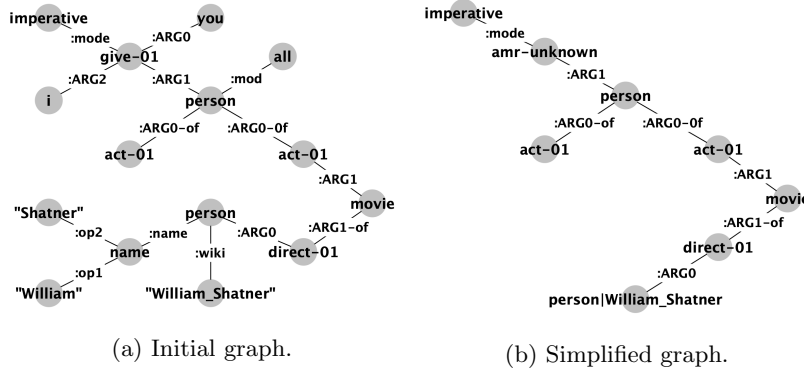 imperative
you
:mode
:ARG0
give-01
all
:ARG2
:ARG1
:mod
i
person
:ARG0-of
:ARG0-0f
act-01
act-01
:ARG1
movie
"Shatner"
person
:op2
:name
:ARG0
:ARG1-of
name
:wiki
direct-01
:op1
"William"
"William_Shatner"
(a) Initial graph.
imperative
:mode
amr-unknown
:ARG1
person
:ARG0-of
:ARG0-0f
act-01
act-01
:ARG1
movie
:ARG1-of
direct-01
:ARG0
person|William_Shatner
(b) Simplified graph.